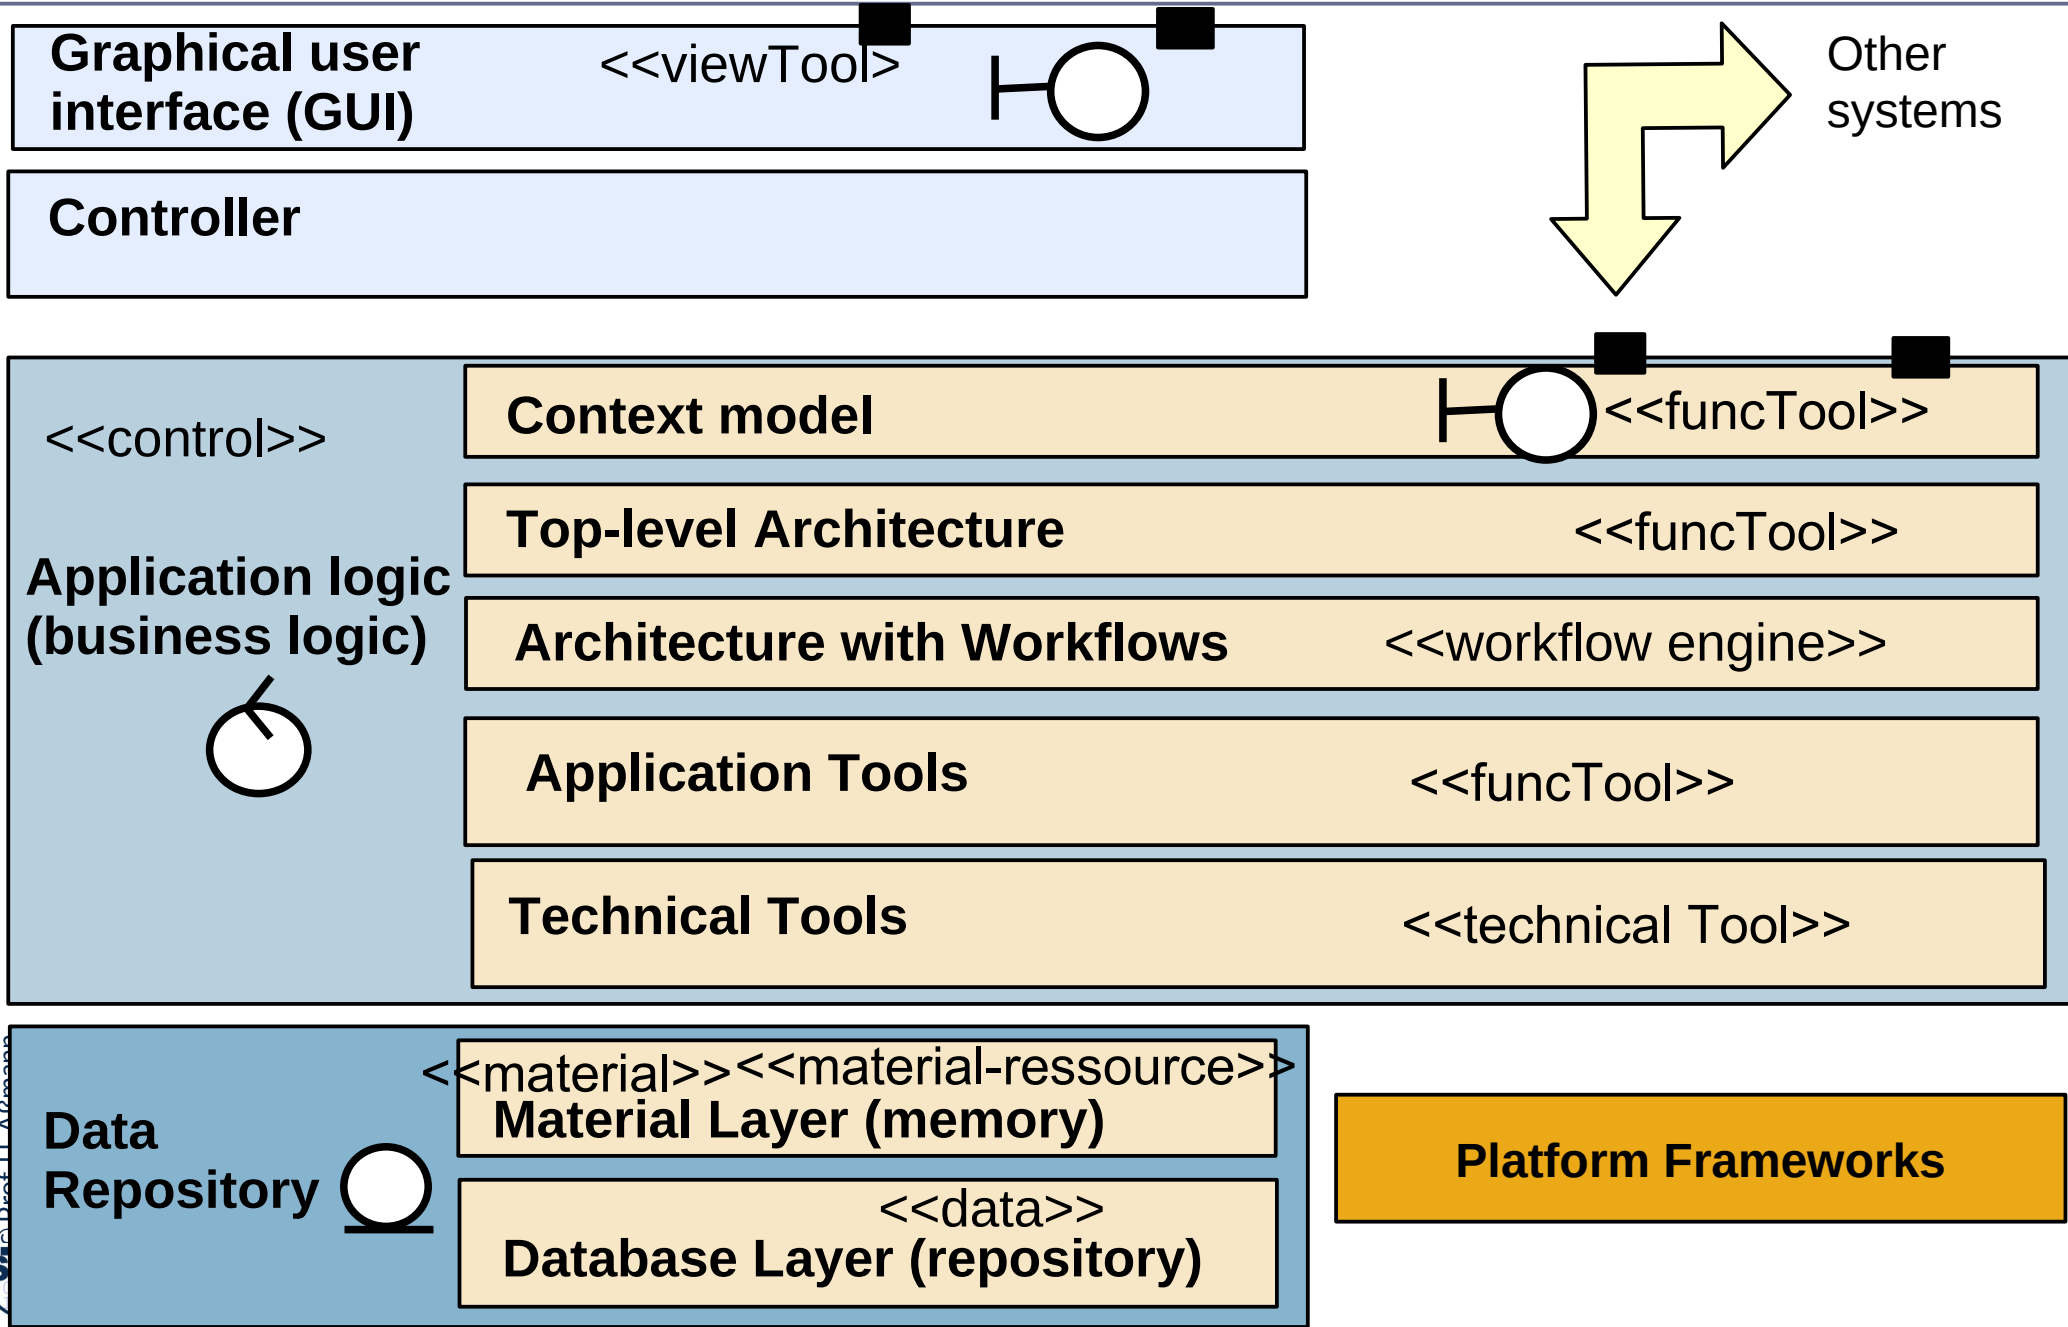 Graphical user
interface (GUI)
<<viewTool>
Other
systems
Controller
<<control>>
Application logic
(business logic)
Context model
<<funcTool>>
Top-level Architecture
<<funcTool>>
Architecture with Workflows
<<workflow engine>>
Application Tools
<<funcTool>>
Technical Tools
<<technical Tool>>
Data
Repository
<<material>>
<<material-ressource>>
Material Layer (memory)
<<data>>
Database Layer (repository)
Platform Frameworks